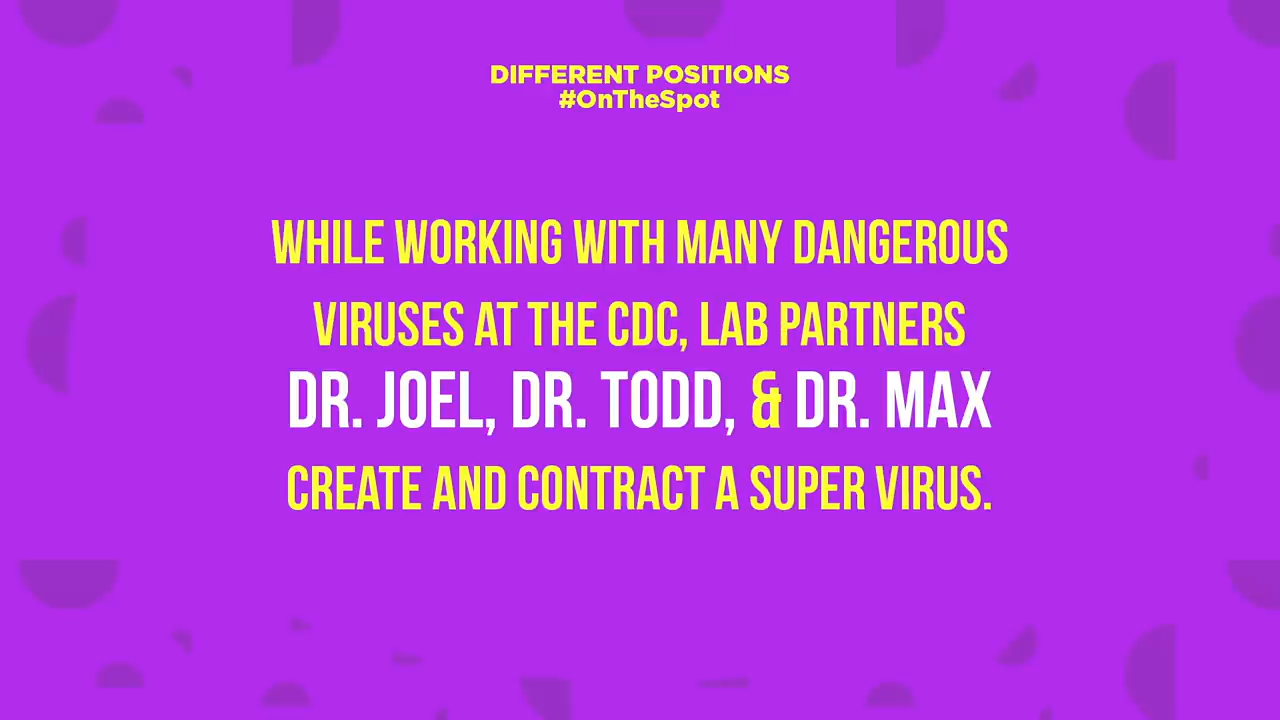 DIFFERENT POSITIONS
#OnTheSpot
WHILE WORKING WITH MANY DANGEROUS
VIRUSES AT THE CDC, LAB PARTNERS
DR. JOEL, DR. TODD, & DR. MAX
CREATE AND CONTRACT A SUPER VIRUS.